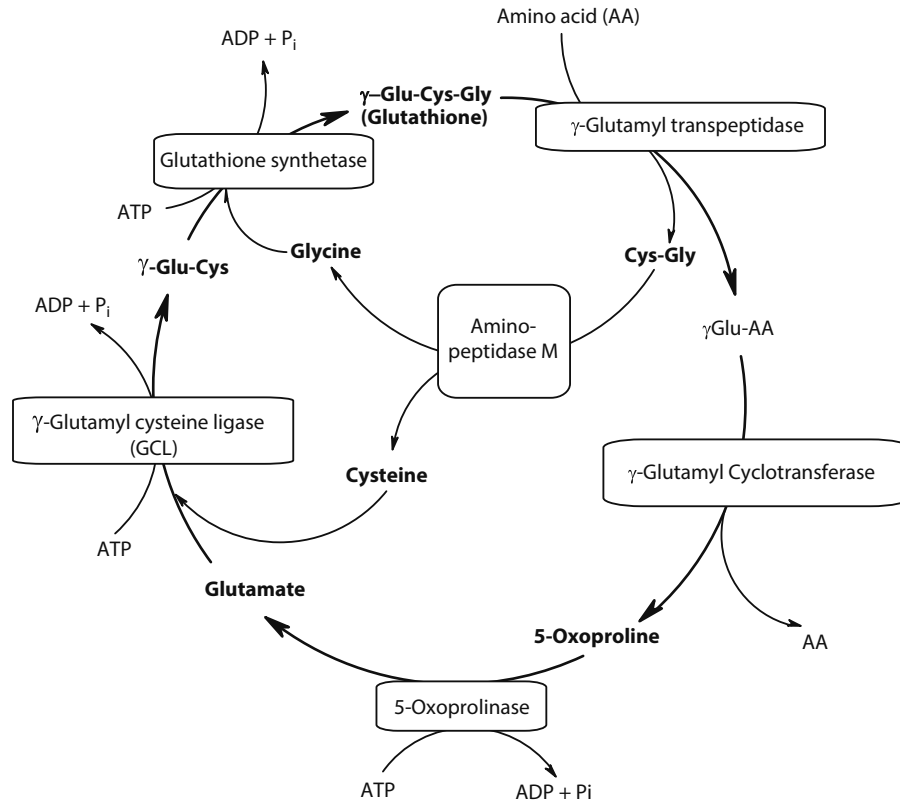 Amino acid (AA)
ADP + Pi
γ–Glu-Cys-Gly
(Glutathione)
γ-Glutamyl transpeptidase
Glutathione synthetase
ATP
Glycine
Cys-Gly
γ-Glu-Cys
ADP + Pi
Amino-
peptidase M
γGlu-AA
γ-Glutamyl cysteine ligase
(GCL)
γ-Glutamyl Cyclotransferase
Cysteine
ATP
Glutamate
5-Oxoproline
AA
5-Oxoprolinase
ATP
ADP + Pi